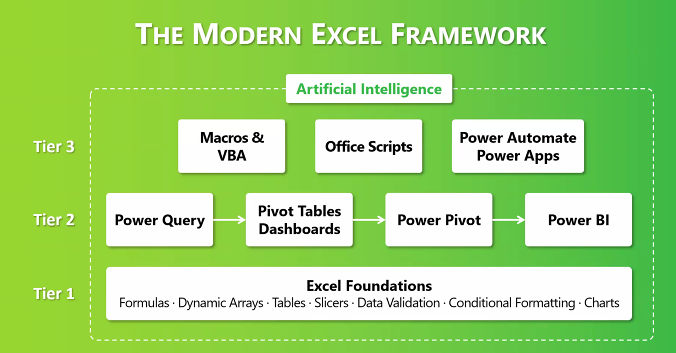 THE MODERN EXCEL FRAMEWORK
Artificial Intelligence
Tier 3
Macros &
VBA
Office Scripts
Power Automate
Power Apps
Tier 2
Power Query
Pivot Tables
Dashboards
Power Pivot
Power BI
Tier 1
Excel Foundations
Formulas · Dynamic Arrays · Tables · Slicers · Data Validation · Conditional Formatting · Charts